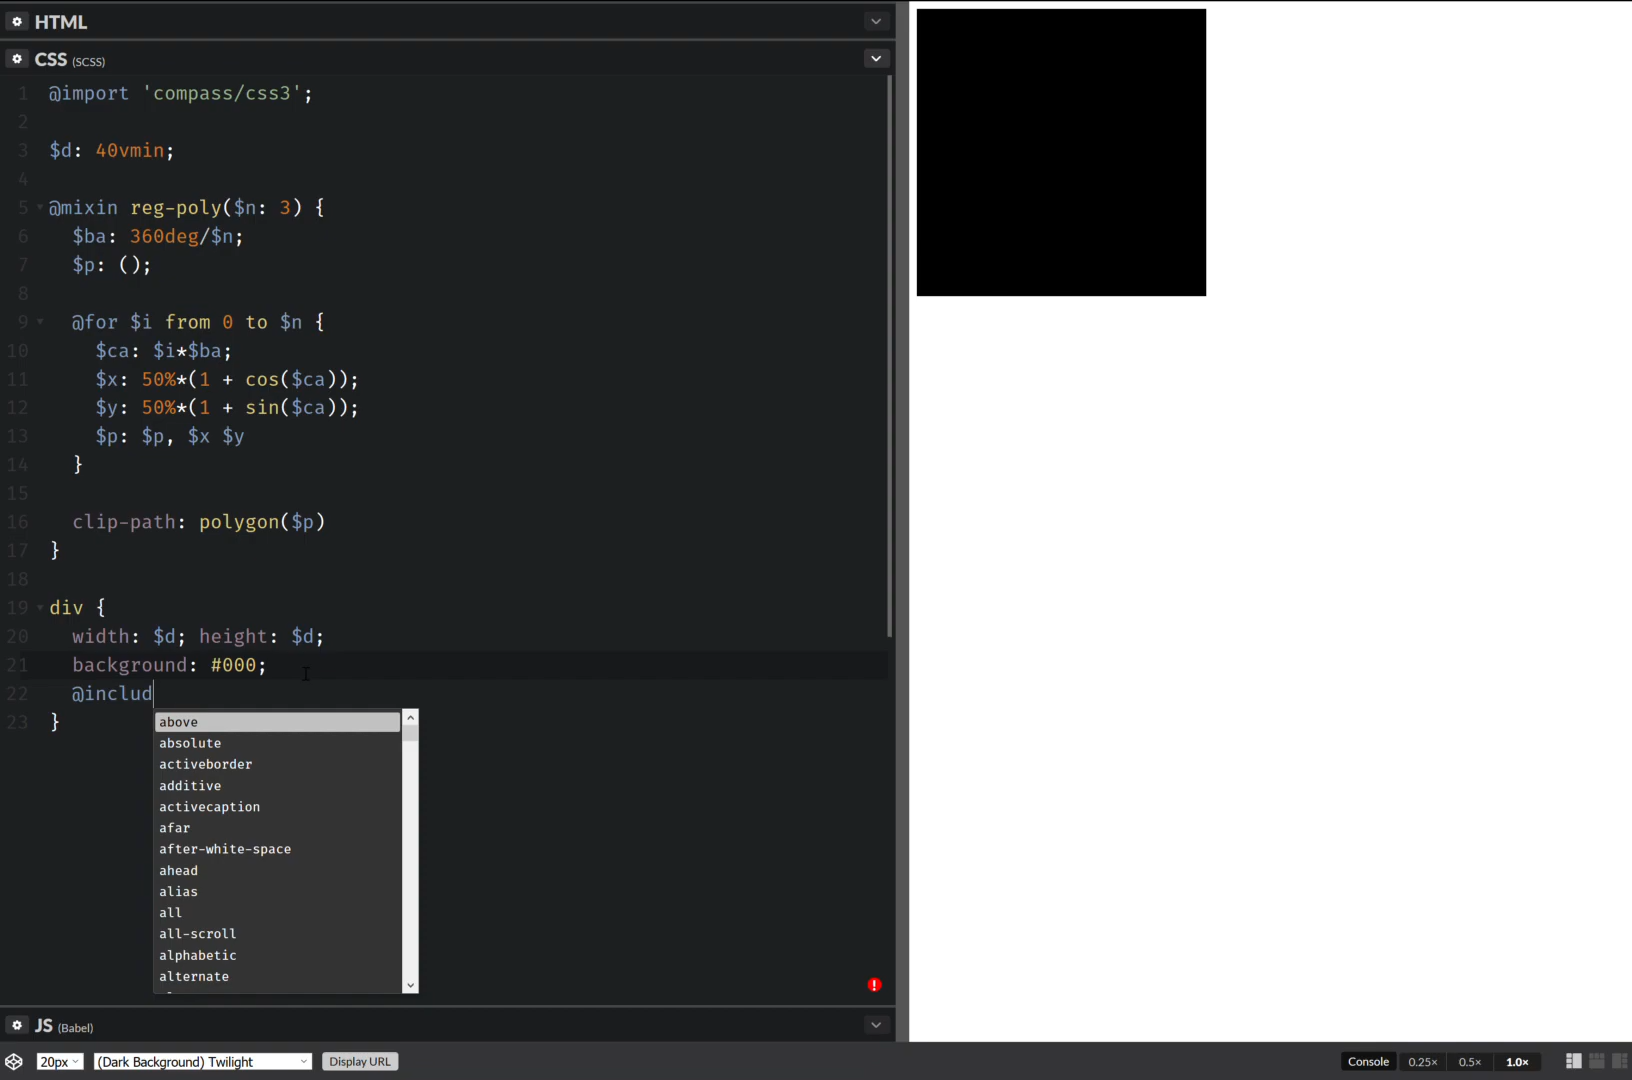 HTML
CSS (SCSS)
1 @import 'compass/css3';
2
3 $d: 40vmin;
4
5 @mixin reg-poly($n: 3) {
6 $ba: 360deg/$n;
7 $p: ();
8
9 @for $i from 0 to $n {
10 $ca: $i*$ba;
11 $x: 50%*(1 + cos($ca));
12 $y: 50%*(1 + sin($ca));
13 $p: $p, $x $y
14 }
15
16 clip-path: polygon($p)
17 }
18
19 div {
20 width: $d; height: $d;
21 background: #000;
22 @includ
23 }
above
absolute
activeborder
additive
activecaption
afar
after-white-space
ahead
alias
all
all-scroll
alphabetic
alternate
JS (Babel)
20px (Dark Background) Twilight Display URL Console 0.25× 0.5× 1.0×